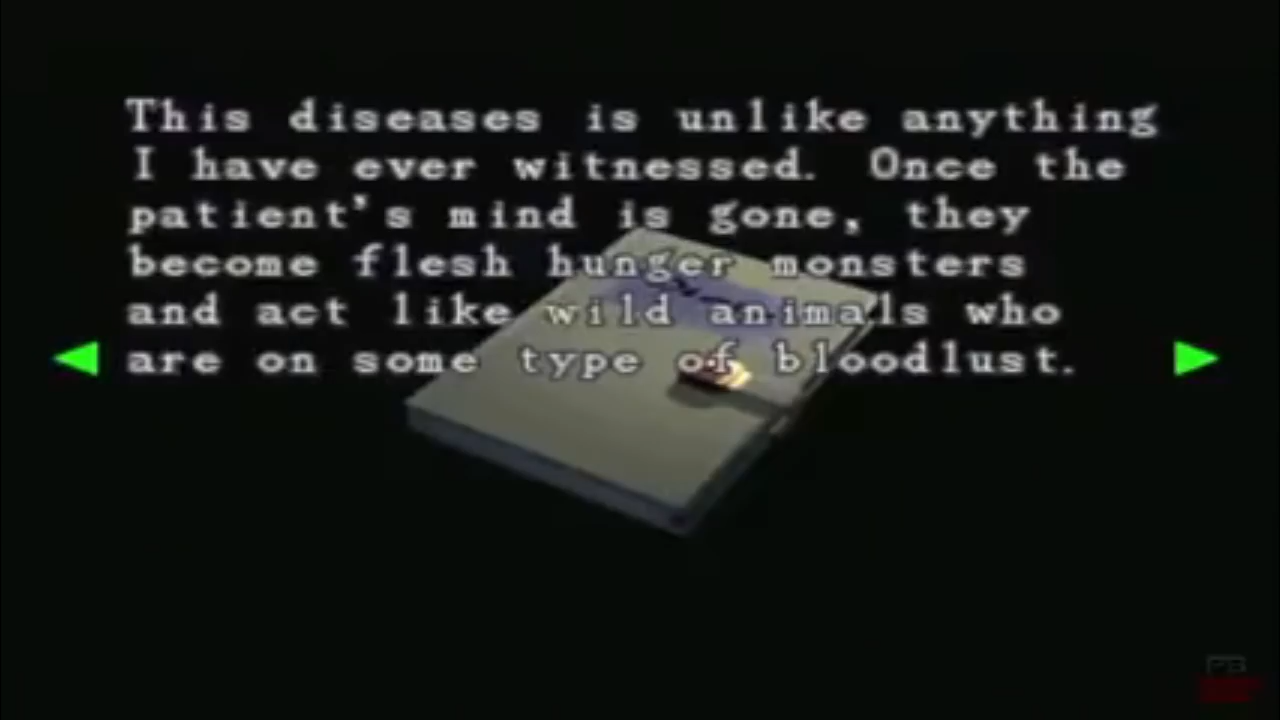 This diseases is unlike anything
I have ever witnessed. Once the
patient's mind is gone, they
become flesh hunger monsters
and act like wild animals who
are on some type of bloodlust.